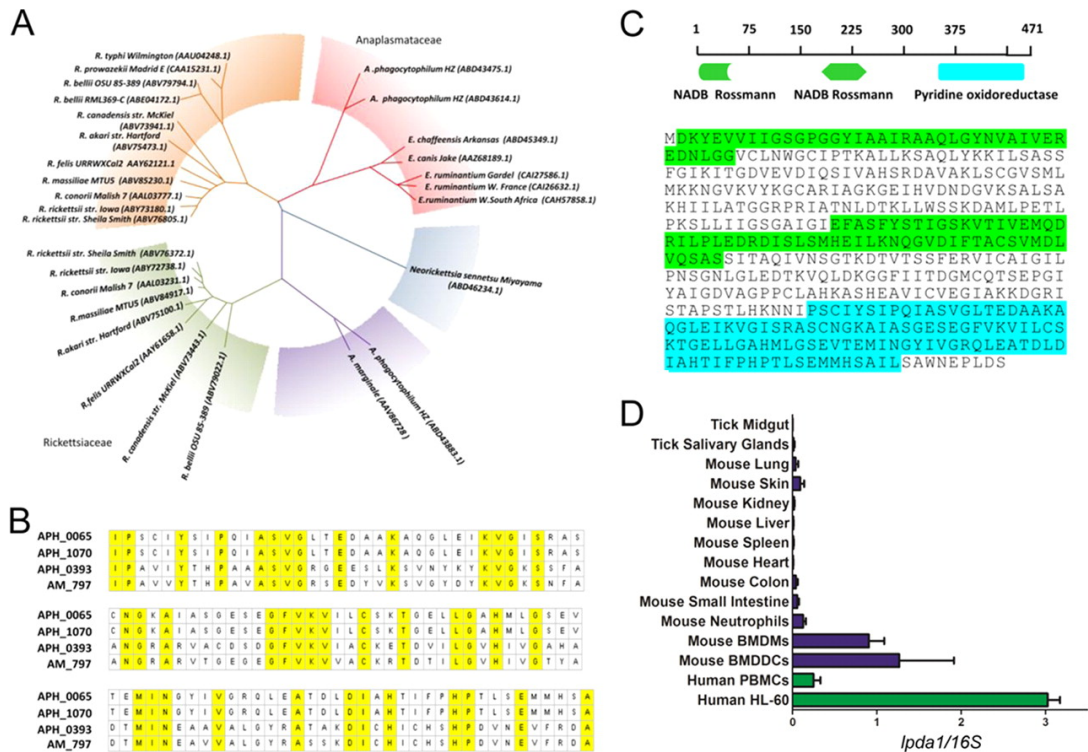 A
Anaplasmataceae
R. typhi Wilmington (AAU04248.1)
R. prowazekii Madrid E (CAA15231.1)
R. bellii OSU 85-389 (ABV79794.1)
R. bellii RML369-C (ABE04172.1)
R. canadensis str. McKiel
(ABV73941.1)
R. akari str. Hartford
(ABV75473.1)
R. felis URRWXCal2 AAY62121.1
R. massiliae MTU5 (ABV85230.1)
R. conorii Malish 7 (AAL03777.1)
R. rickettsii str. Iowa (ABY73180.1)
R. rickettsii str. Sheila Smith (ABV76805.1)
A .phagocytophilum HZ (ABD43475.1)
A. phagocytophilum HZ (ABD43614.1)
E. chaffeensis Arkansas (ABD45349.1)
E. canis Jake (AAZ68189.1)
E. ruminantium Gardel (CAI27586.1)
E. ruminantium W. France (CAI26632.1)
E.ruminantium W.South Africa (CAH57858.1)
Neorickettsia sennetsu Miyayama
(ABD46234.1)
A. phagocytophilum HZ (ABD43883.1)
A. marginale (AAV86728 )
R. rickettsii str. Sheila Smith (ABV76372.1)
R. rickettsii str. Iowa (ABY72738.1)
R. conorii Malish 7 (AAL03231.1)
R.massiliae MTU5 (ABV84917.1)
R.akari str. Hartford (ABV75100.1)
R.felis URRWXCal2 (AAY61658.1)
R. canadensis str. McKiel (ABV73443.1)
R. bellii OSU 85-389 (ABV79022.1)
Rickettsiaceae
B
APH_0065 I P S C I Y S I P Q I A S V G L T E D A A K A Q G L E I K V G I S R A S
APH_1070 I P S C I Y S I P Q I A S V G L T E D A A K A Q G L E I K V G I S R A S
APH_0393 I P A V I Y T H P A A A S V G R G E E S L K S V N Y K Y K V G K S S F A
AM_797 I P A V V Y T H P A V A S V G R S E D Y V K S V G Y D Y K V G K S N F A
APH_0065 C N G K A I A S G E S E G F V K V I L C S K T G E L L G A H M L G S E V
APH_1070 C N G K A I A S G E S E G F V K V I L C S K T G E L L G A H M L G S E V
APH_0393 A N G R A R V A C D S D G F V K V I A C K E T D T I L G V H I V G A H A
AM_797 A N G R A R V T G E G E G F V K V V A C K R T D T I L G V H I V G S H A
APH_0065 T E M I N G Y I V G R Q L E A T D L D I A H T I F P H P T L S E M M H S A
APH_1070 T E M I N G Y I V G R Q L E A T D L D I A H T I F P H P T L S E M M H S A
APH_0393 D T M I N E A A V A L G Y R A T A K D I C H I C H S H P D V N E V F R D A
AM_797 D T M I N E A V V A L G Y R A S S K D I C H I C H S H P D V N E V F R D A
C
1 75 150 225 300 375 471
NADB Rossmann NADB Rossmann Pyridine oxidoreductase
MDKYEVVIIGSGPGGYIAAIRAAQLGYNVAIVER
EDNLGGVCLNWGCIPTKALLKSAQLYKKILSASS
FGIKITGDVEVDIQSIVAHSRDAVAKLSCGVSML
MKKNGVKVYKGCARIAGKGEIHVDNDGVKSALSA
KHIILATGGRPRIATNLDTKLLWSSKDAMLPETL
PKSLLIIGSGAIGIEFASFYSTIGSKVTIVEMQD
RILPLEDRDISLSMHEILKNQGVDIFTACSVMDL
VQSASSITAQIVNSGTKDTVTSSFERVICAIGIL
PNSGNLGLEDTKVQLDKGGFIITDGMCQTSEPGI
YAIGDVAGPPCLAHKASHEAVICVEGIAKKDGRI
STAPSTLHKNNIPSCIYSIPQIASVGLTEDAAKA
QGLEIKVGISRASCNGKAIASGESEGFVKVILCS
KTGELLGAHMLGSEVTEMINGYIVGRQLEATDLD
IAHTIFPHPTLSEMMHSAILSAWNEPLDS
D
Tick Midgut
Tick Salivary Glands
Mouse Lung
Mouse Skin
Mouse Kidney
Mouse Liver
Mouse Spleen
Mouse Heart
Mouse Colon
Mouse Small Intestine
Mouse Neutrophils
Mouse BMDMs
Mouse BMDDCs
Human PBMCs
Human HL-60
0 1 2 3
lpda1/16S